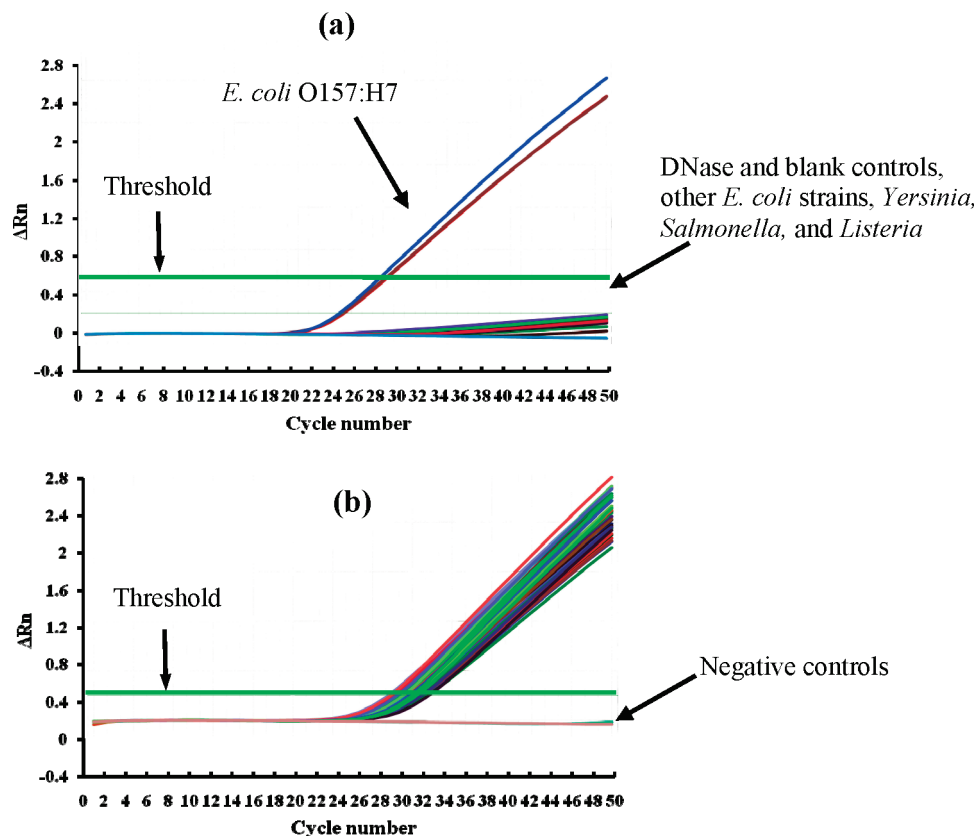 (a)
2.8
2.4
2
1.6
1.2
0.8
0.4
0
-0.4
ΔRn
E. coli O157:H7
Threshold
DNase and blank controls,
other E. coli strains, Yersinia,
Salmonella, and Listeria
0 2 4 6 8 10 12 14 16 18 20 22 24 26 28 30 32 34 36 38 40 42 44 46 48 50
Cycle number
(b)
2.8
2.4
2
1.6
1.2
0.8
0.4
0
-0.4
ΔRn
Threshold
Negative controls
0 2 4 6 8 10 12 14 16 18 20 22 24 26 28 30 32 34 36 38 40 42 44 46 48 50
Cycle number